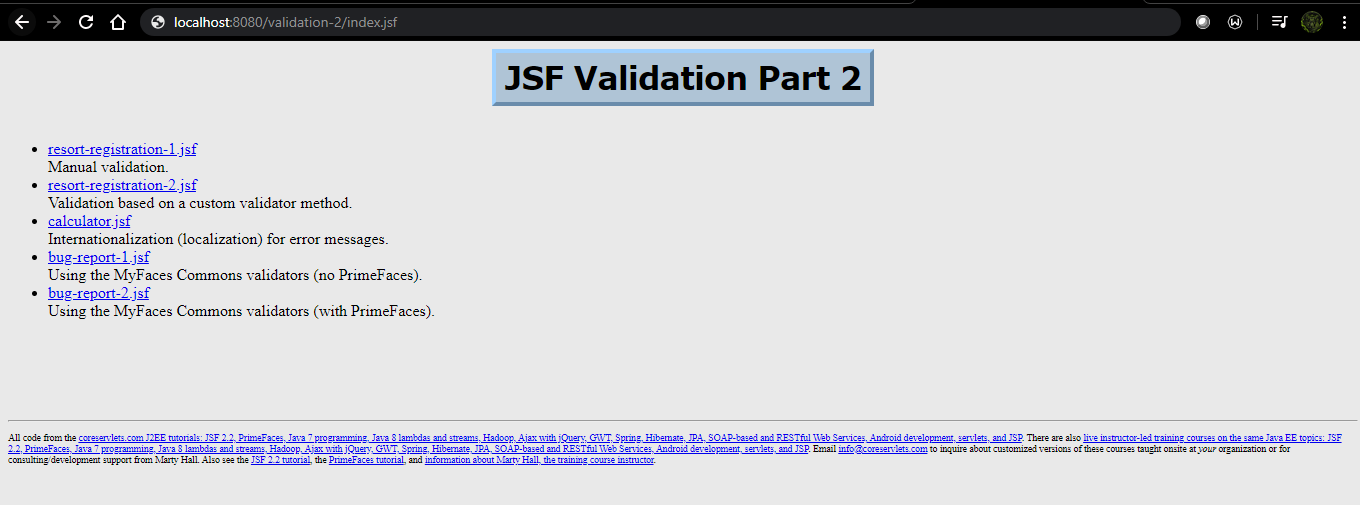 localhost:8080/validation-2/index.jsf
JSF Validation Part 2
resort-registration-1.jsf
Manual validation.
resort-registration-2.jsf
Validation based on a custom validator method.
calculator.jsf
Internationalization (localization) for error messages.
bug-report-1.jsf
Using the MyFaces Commons validators (no PrimeFaces).
bug-report-2.jsf
Using the MyFaces Commons validators (with PrimeFaces).
All code from the coreservlets.com J2EE tutorials: JSF 2.2, PrimeFaces, Java 7 programming, Java 8 lambdas and streams, Hadoop, Ajax with jQuery, GWT, Spring, Hibernate, JPA, SOAP-based and RESTful Web Services, Android development, servlets, and JSP. There are also live instructor-led training courses on the same Java EE topics: JSF
2.2, PrimeFaces, Java 7 programming, Java 8 lambdas and streams, Hadoop, Ajax with jQuery, GWT, Spring, Hibernate, JPA, SOAP-based and RESTful Web Services, Android development, servlets, and JSP. Email info@coreservlets.com to inquire about customized versions of these courses taught onsite at your organization or for
consulting/development support from Marty Hall. Also see the JSF 2.2 tutorial, the PrimeFaces tutorial, and information about Marty Hall, the training course instructor.